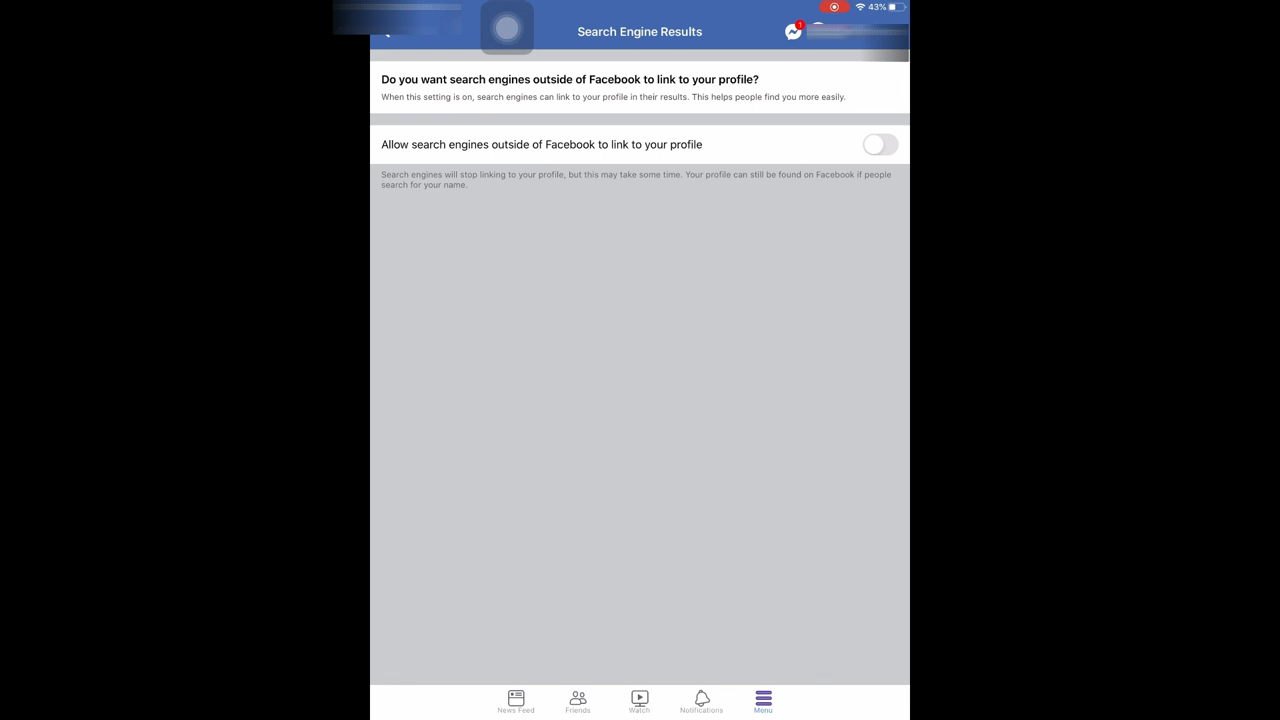 43%
Search Engine Results
1
Do you want search engines outside of Facebook to link to your profile?
When this setting is on, search engines can link to your profile in their results. This helps people find you more easily.
Allow search engines outside of Facebook to link to your profile
Search engines will stop linking to your profile, but this may take some time. Your profile can still be found on Facebook if people
search for your name.
News Feed Friends Watch Notifications Menu